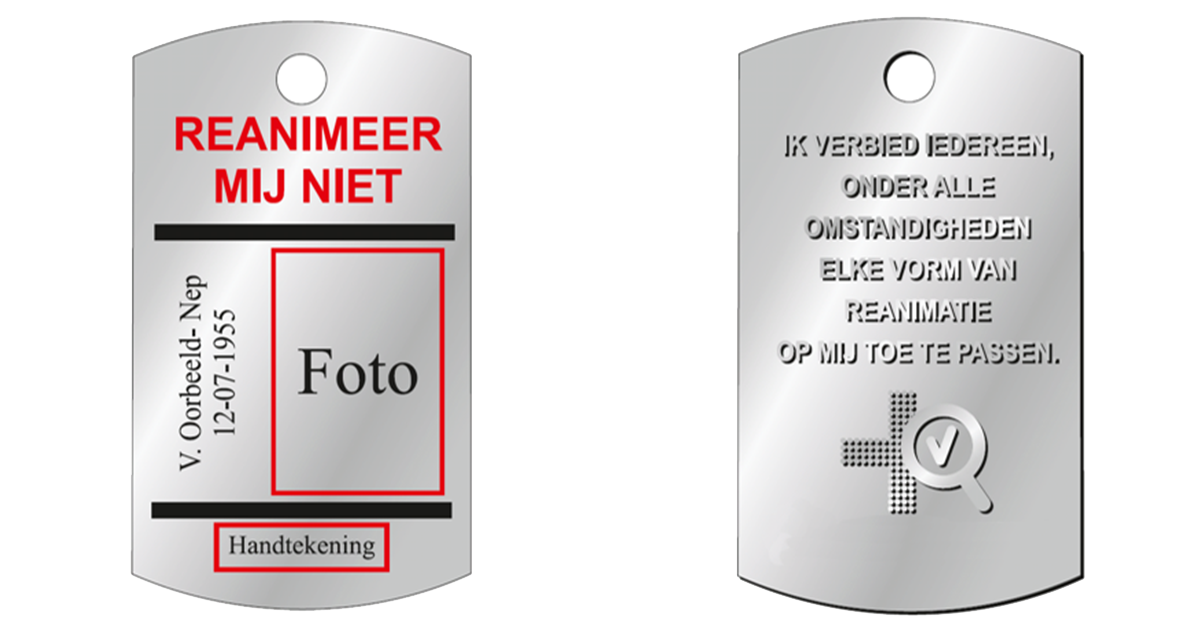 REANIMEER
MIJ NIET
V. Oorbeeld- Nep
12-07-1955
Foto
Handtekening
IK VERBIED IEDEREEN,
ONDER ALLE
OMSTANDIGHEDEN
ELKE VORM VAN
REANIMATIE
OP MIJ TOE TE PASSEN.